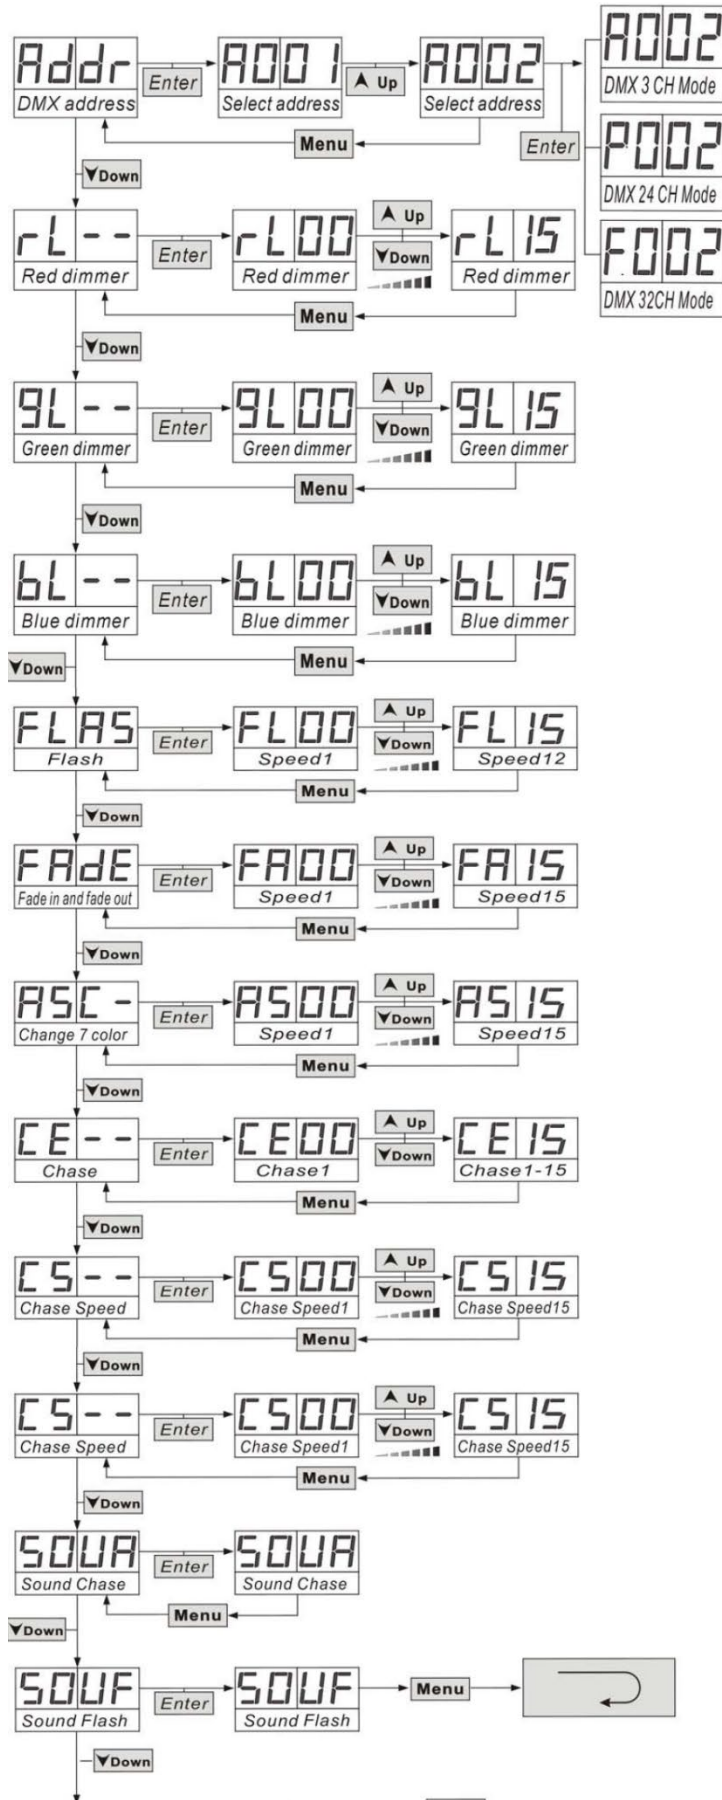 Addr
DMX address
Enter
A001
Select address
Up
A002
Select address
Enter
A002
DMX 3 CH Mode
P002
DMX 24 CH Mode
F002
DMX 32CH Mode
Menu
Down
rL--
Red dimmer
Enter
rL00
Red dimmer
Up
Down
rL15
Red dimmer
Menu
Down
gL--
Green dimmer
Enter
gL00
Green dimmer
Up
Down
gL15
Green dimmer
Menu
Down
bL--
Blue dimmer
Enter
bL00
Blue dimmer
Up
Down
bL15
Blue dimmer
Menu
Down
FLAS
Flash
Enter
FL00
Speed1
Up
Down
FL15
Speed12
Menu
Down
FAdE
Fade in and fade out
Enter
FA00
Speed1
Up
Down
FA15
Speed15
Menu
Down
ASC-
Change 7 color
Enter
AS00
Speed1
Up
Down
AS15
Speed15
Menu
Down
CE--
Chase
Enter
CE00
Chase1
Up
Down
CE15
Chase1-15
Menu
Down
CS--
Chase Speed
Enter
CS00
Chase Speed1
Up
Down
CS15
Chase Speed15
Menu
Down
CS--
Chase Speed
Enter
CS00
Chase Speed1
Up
Down
CS15
Chase Speed15
Menu
Down
SOUA
Sound Chase
Enter
SOUA
Sound Chase
Menu
Down
SOUF
Sound Flash
Enter
SOUF
Sound Flash
Menu
Down